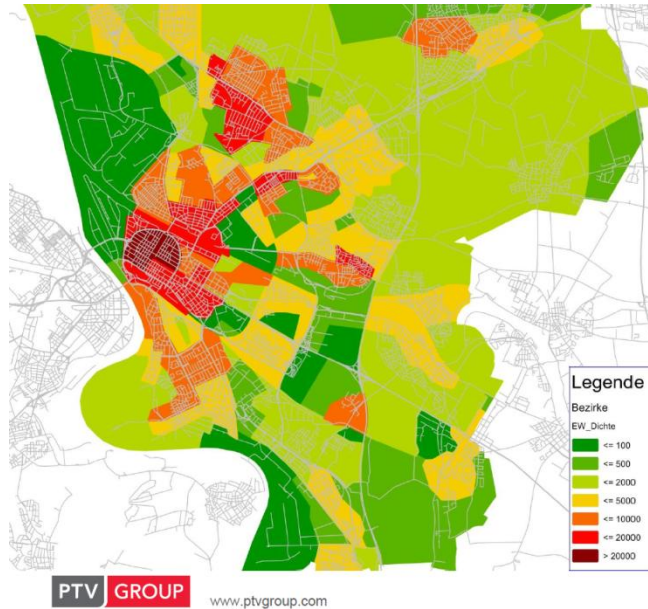 Legende
Bezirke
EW_Dichte
<= 100
<= 500
<= 2000
<= 5000
<= 10000
<= 20000
> 20000
PTV GROUP www.ptvgroup.com